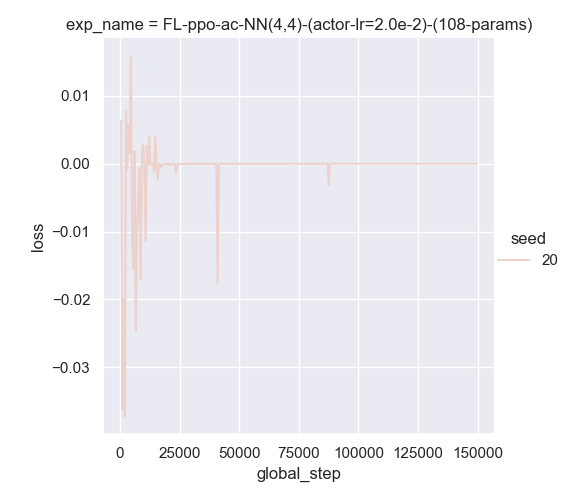 exp_name = FL-ppo-ac-NN(4,4)-(actor-lr=2.0e-2)-(108-params)
0.01
0.00
−0.01
−0.02
−0.03
loss
0 25000 50000 75000 100000 125000 150000
global_step
seed
20